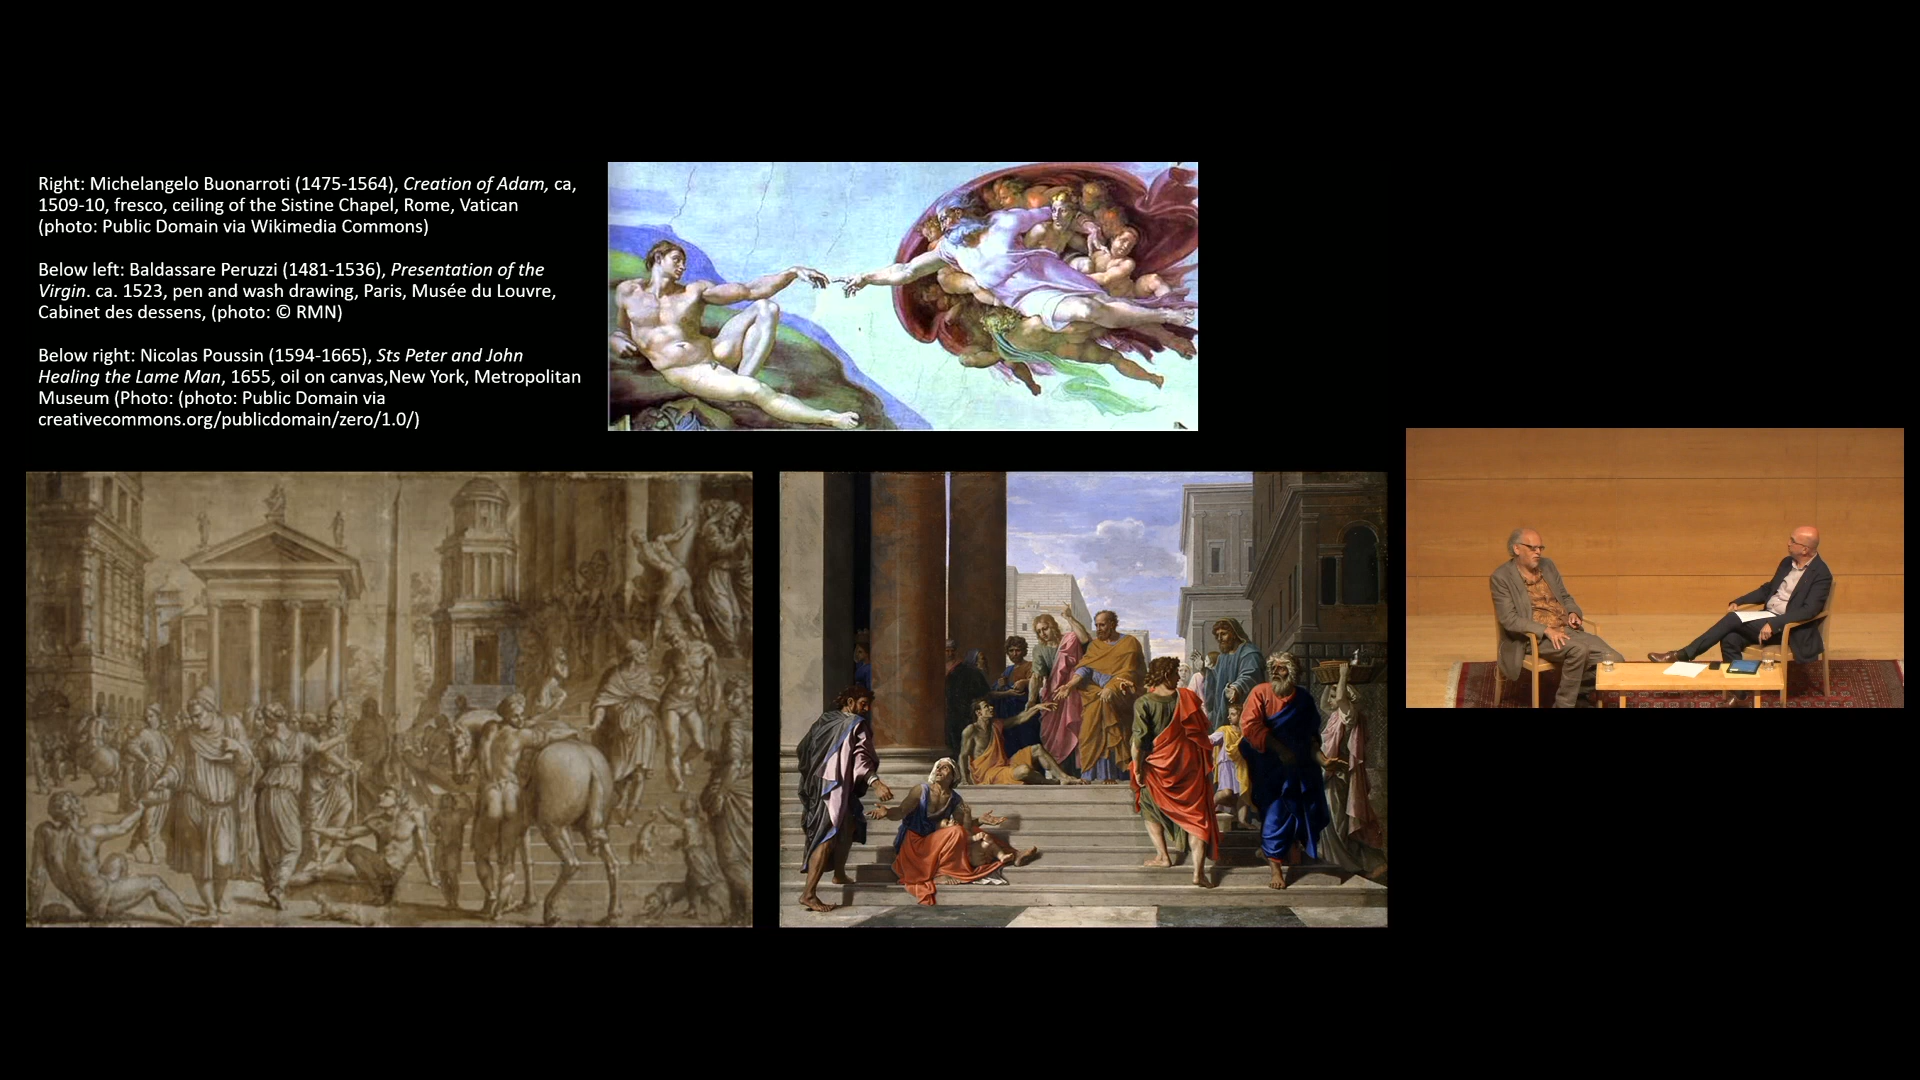 Right: Michelangelo Buonarroti (1475-1564), Creation of Adam, ca,
1509-10, fresco, ceiling of the Sistine Chapel, Rome, Vatican
(photo: Public Domain via Wikimedia Commons)
Below left: Baldassare Peruzzi (1481-1536), Presentation of the
Virgin. ca. 1523, pen and wash drawing, Paris, Musée du Louvre,
Cabinet des dessens, (photo: © RMN)
Below right: Nicolas Poussin (1594-1665), Sts Peter and John
Healing the Lame Man, 1655, oil on canvas,New York, Metropolitan
Museum (Photo: (photo: Public Domain via
creativecommons.org/publicdomain/zero/1.0/)